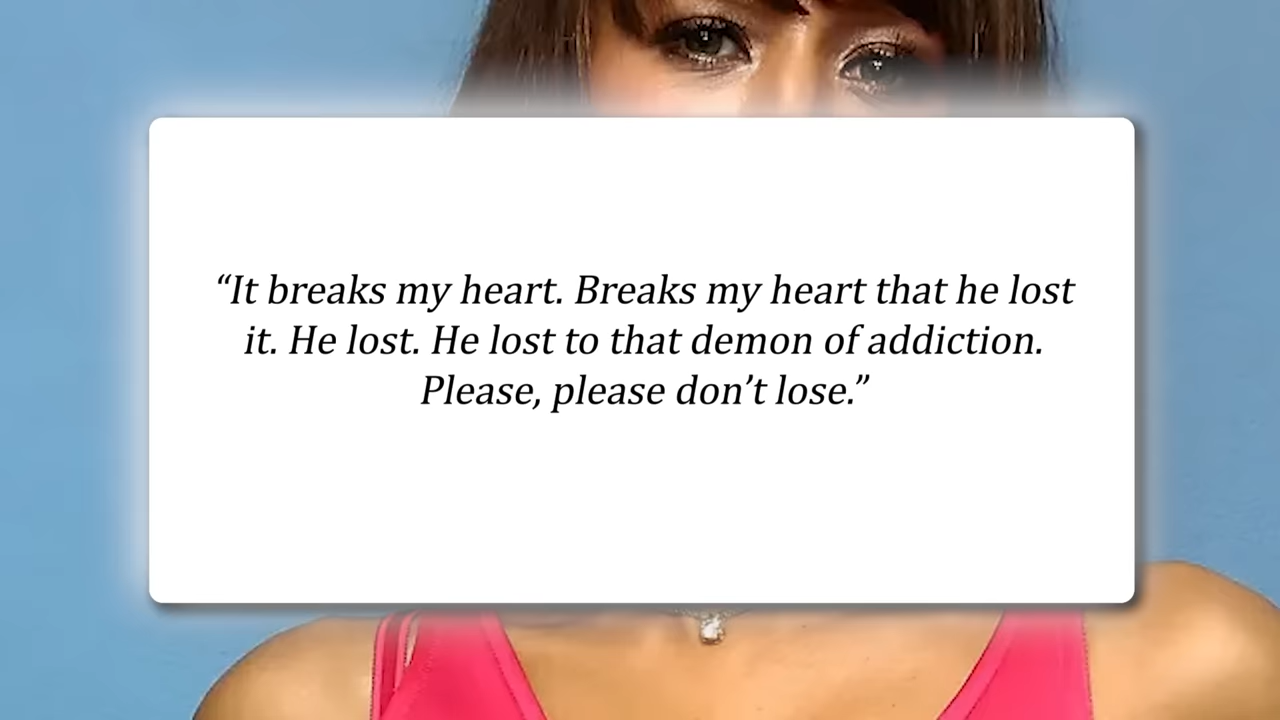 “It breaks my heart. Breaks my heart that he lost
it. He lost. He lost to that demon of addiction.
Please, please don’t lose.”